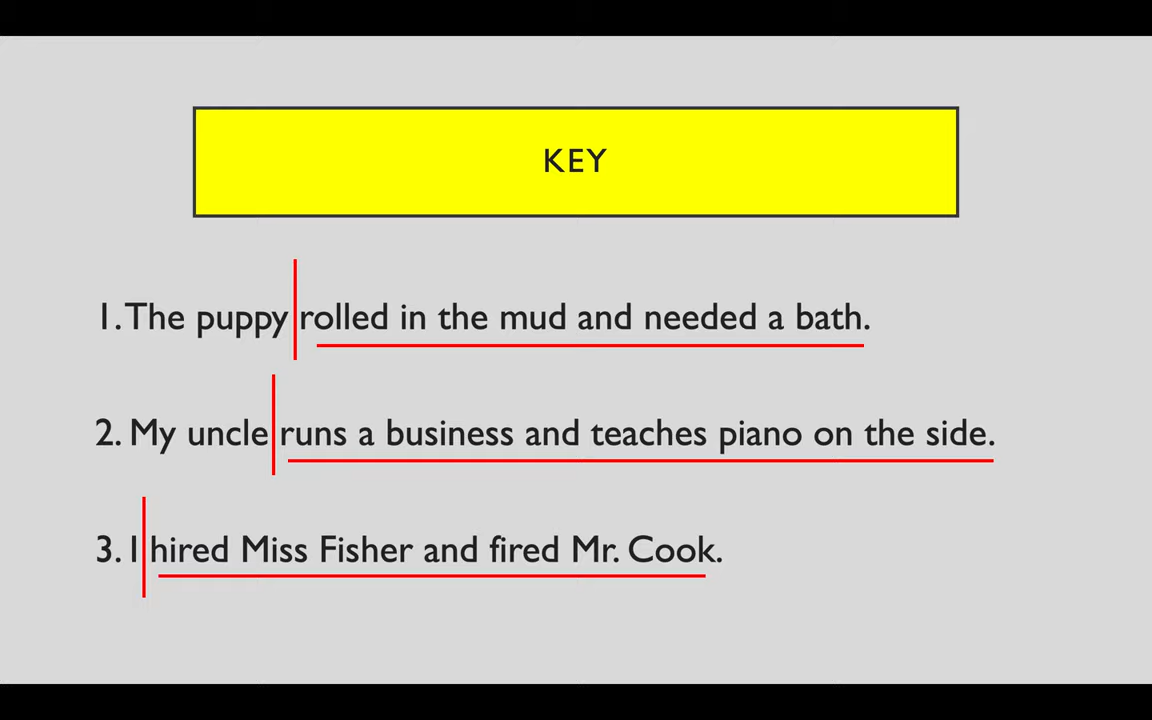 KEY
1. The puppy rolled in the mud and needed a bath.
2. My uncle runs a business and teaches piano on the side.
3. I hired Miss Fisher and fired Mr. Cook.